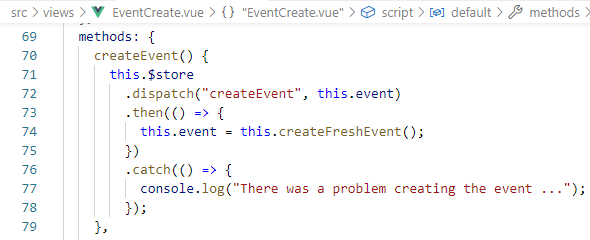 src > views > EventCreate.vue > {} "EventCreate.vue" > script > default > methods
69 methods: {
70 createEvent() {
71 this.$store
72 .dispatch("createEvent", this.event)
73 .then(() => {
74 this.event = this.createFreshEvent();
75 })
76 .catch(() => {
77 console.log("There was a problem creating the event ...");
78 });
79 },